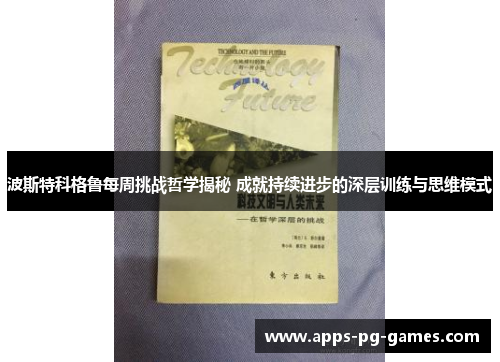 TECHNOLOGY AND THE FUTURE
Technology
Future
波斯特科格鲁每周挑战哲学揭秘 成就持续进步的深层训练与思维模式
科技文明与人类未来
——在哲学深层的挑战
东方出版社
www.apps-pg-games.com